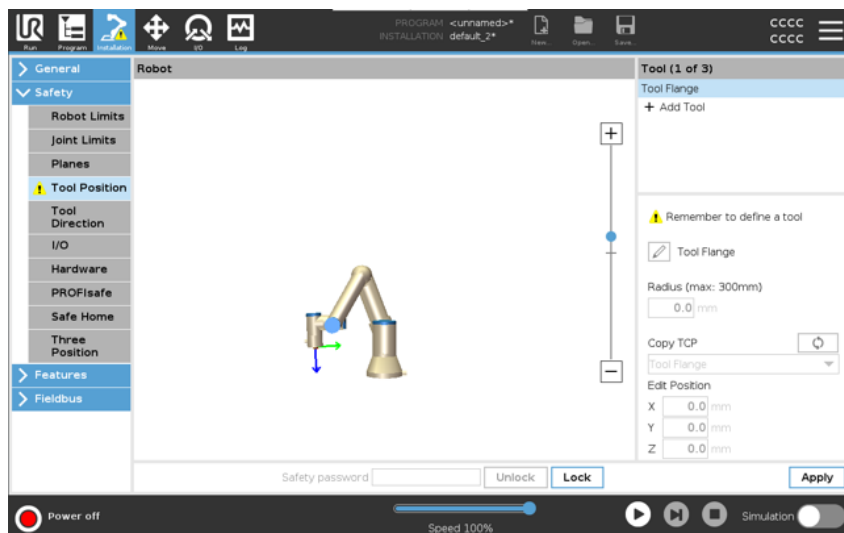 UR
PROGRAM <unnamed>*
INSTALLATION default_2*
CCCC
CCCC
Run
Program
Installation
Move
I/O
Log
New...
Open...
Save...
General
Safety
Robot Limits
Joint Limits
Planes
Tool Position
Tool
Direction
I/O
Hardware
PROFIsafe
Safe Home
Three
Position
Features
Fieldbus
Robot
Tool (1 of 3)
Tool Flange
+ Add Tool
Remember to define a tool
Tool Flange
Radius (max: 300mm)
0.0 mm
Copy TCP
Tool Flange
Edit Position
X 0.0 mm
Y 0.0 mm
Z 0.0 mm
Safety password
Unlock
Lock
Apply
Power off
Speed 100%
Simulation